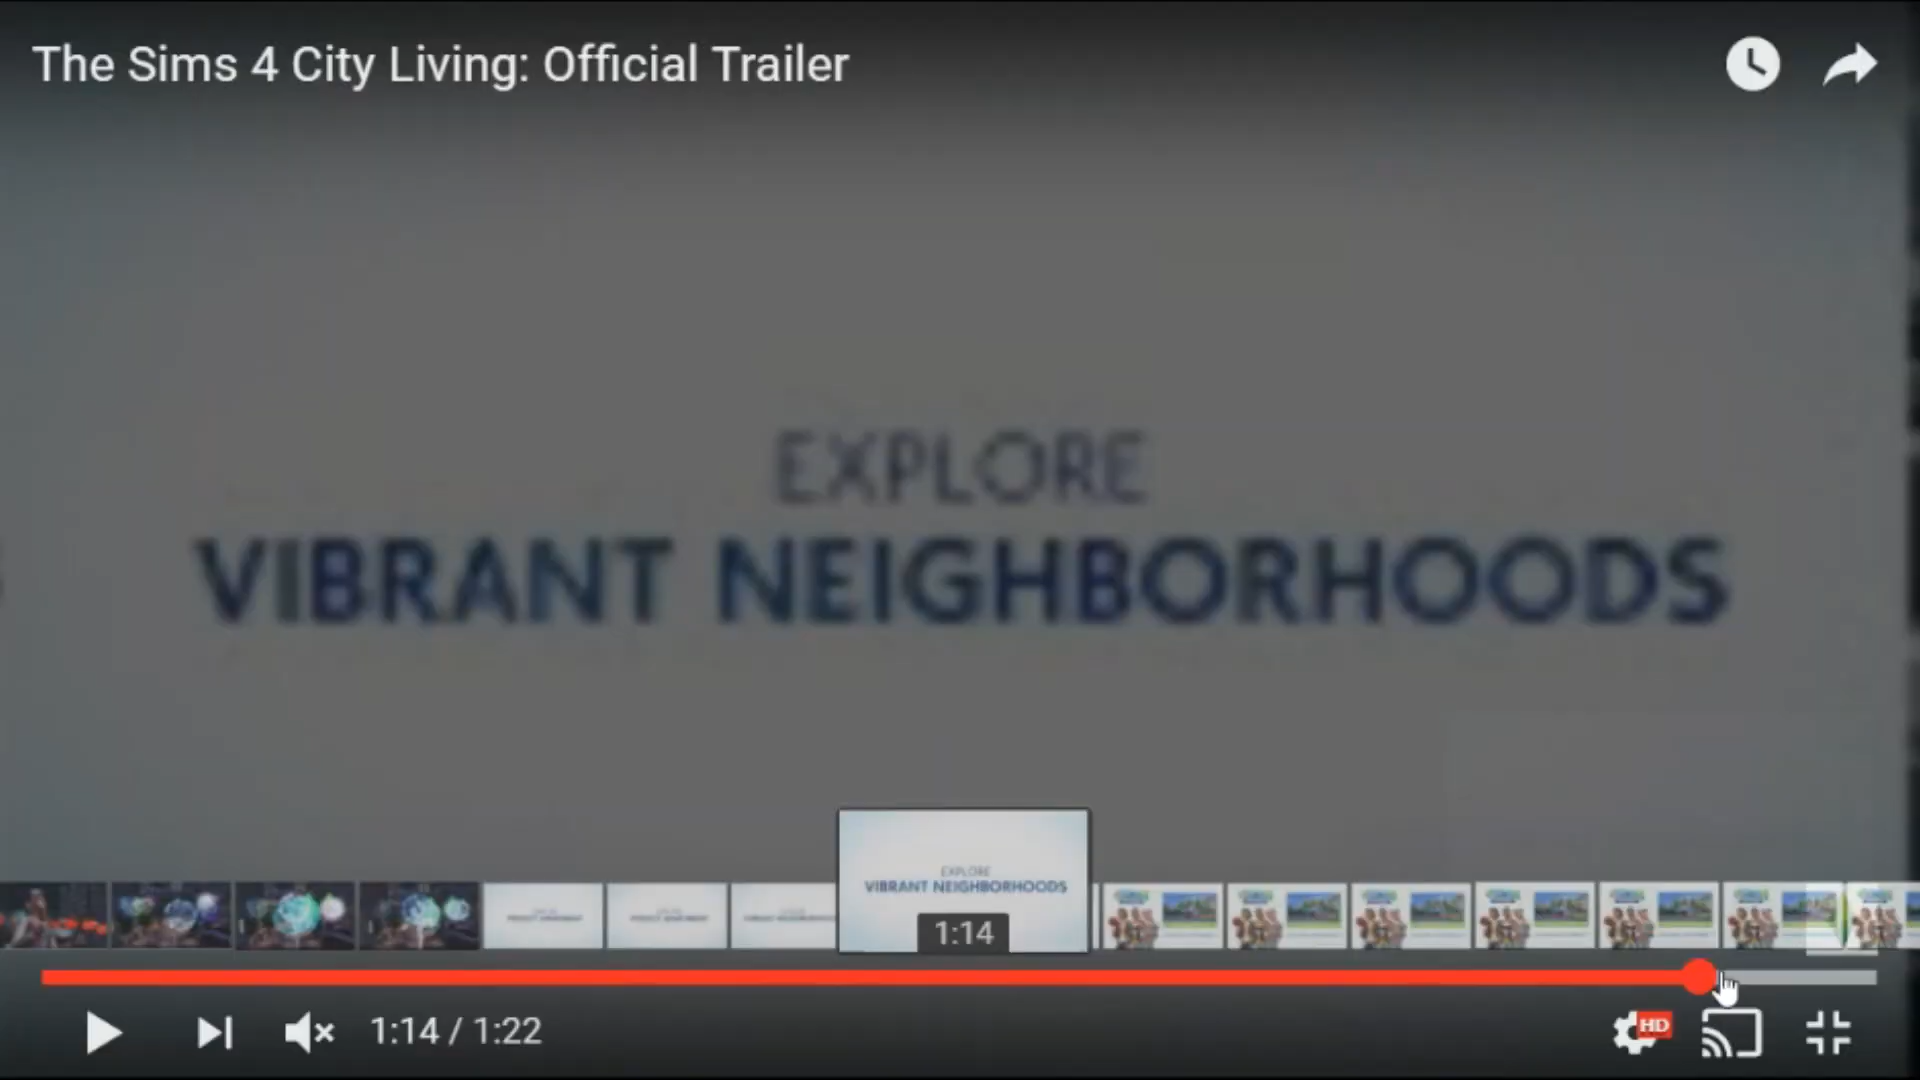 The Sims 4 City Living: Official Trailer
EXPLORE
VIBRANT NEIGHBORHOODS
EXPLORE
VIBRANT NEIGHBORHOODS
1:14
1:14 / 1:22
HD